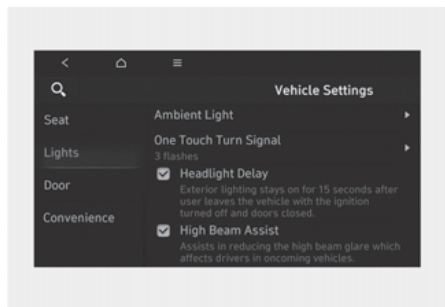 Vehicle Settings
Seat
Lights
Door
Convenience
Ambient Light
One Touch Turn Signal
3 flashes
Headlight Delay
Exterior lighting stays on for 15 seconds after
user leaves the vehicle with the ignition
turned off and doors closed.
High Beam Assist
Assists in reducing the high beam glare which
affects drivers in oncoming vehicles.